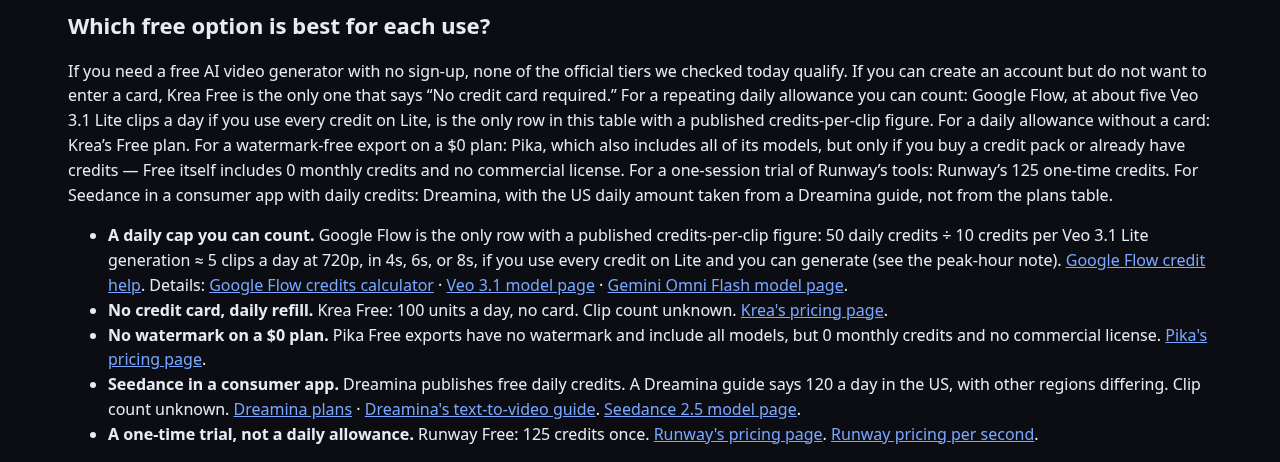 Which free option is best for each use?
If you need a free AI video generator with no sign-up, none of the official tiers we checked today qualify. If you can create an account but do not want to
enter a card, Krea Free is the only one that says “No credit card required.” For a repeating daily allowance you can count: Google Flow, at about five Veo
3.1 Lite clips a day if you use every credit on Lite, is the only row in this table with a published credits-per-clip figure. For a daily allowance without a card:
Krea’s Free plan. For a watermark-free export on a $0 plan: Pika, which also includes all of its models, but only if you buy a credit pack or already have
credits — Free itself includes 0 monthly credits and no commercial license. For a one-session trial of Runway’s tools: Runway’s 125 one-time credits. For
Seedance in a consumer app with daily credits: Dreamina, with the US daily amount taken from a Dreamina guide, not from the plans table.
• A daily cap you can count. Google Flow is the only row with a published credits-per-clip figure: 50 daily credits ÷ 10 credits per Veo 3.1 Lite
generation ≈ 5 clips a day at 720p, in 4s, 6s, or 8s, if you use every credit on Lite and you can generate (see the peak-hour note). Google Flow credit
help. Details: Google Flow credits calculator · Veo 3.1 model page · Gemini Omni Flash model page.
• No credit card, daily refill. Krea Free: 100 units a day, no card. Clip count unknown. Krea's pricing page.
• No watermark on a $0 plan. Pika Free exports have no watermark and include all models, but 0 monthly credits and no commercial license. Pika's
pricing page.
• Seedance in a consumer app. Dreamina publishes free daily credits. A Dreamina guide says 120 a day in the US, with other regions differing. Clip
count unknown. Dreamina plans · Dreamina's text-to-video guide. Seedance 2.5 model page.
• A one-time trial, not a daily allowance. Runway Free: 125 credits once. Runway's pricing page. Runway pricing per second.